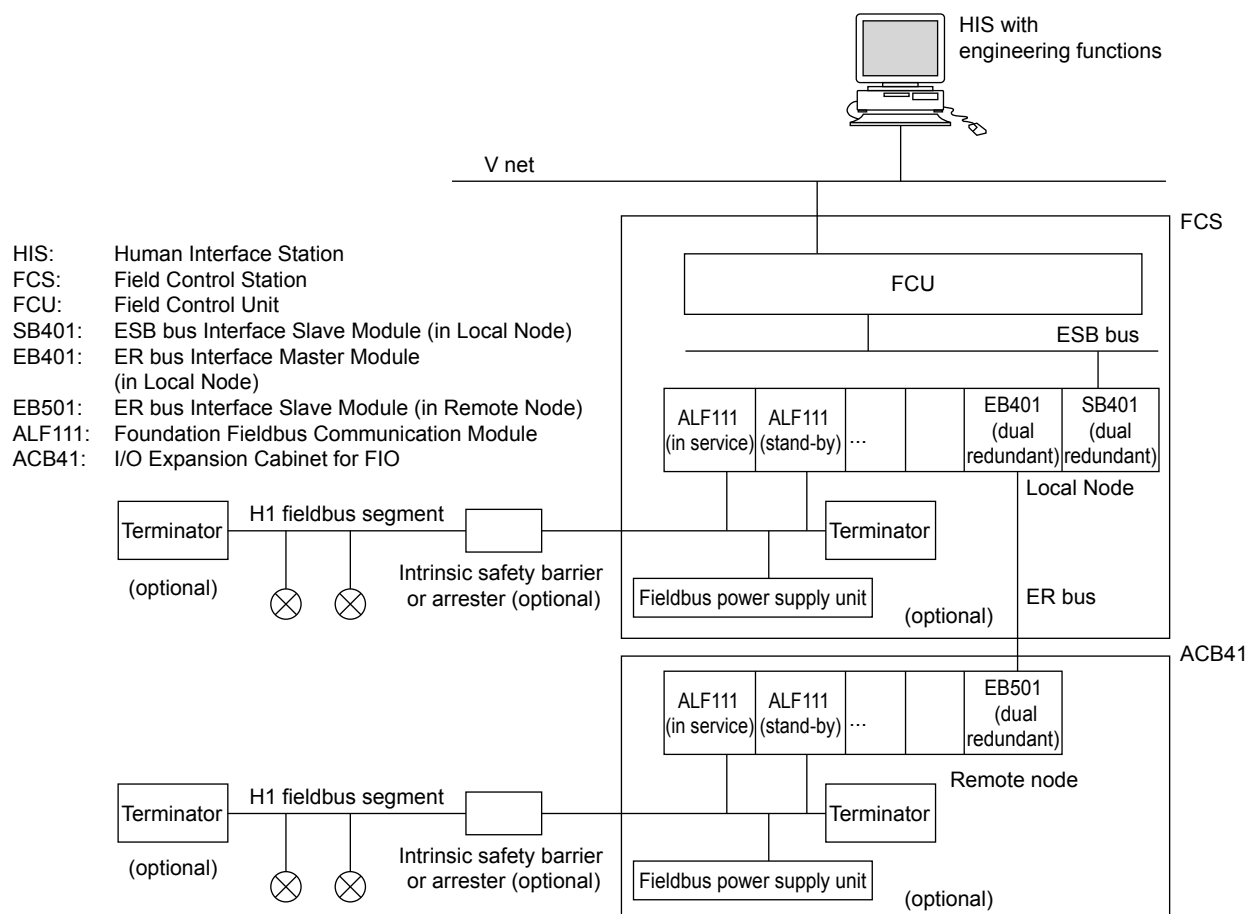 HIS with
engineering functions
V net
FCS
HIS: Human Interface Station
FCS: Field Control Station
FCU: Field Control Unit
SB401: ESB bus Interface Slave Module (in Local Node)
EB401: ER bus Interface Master Module
(in Local Node)
EB501: ER bus Interface Slave Module (in Remote Node)
ALF111: Foundation Fieldbus Communication Module
ACB41: I/O Expansion Cabinet for FIO
FCU
ESB bus
ALF111
(in service)
ALF111
(stand-by)
...
EB401
(dual
redundant)
SB401
(dual
redundant)
Local Node
Terminator
(optional)
H1 fieldbus segment
Intrinsic safety barrier
or arrester (optional)
Terminator
Fieldbus power supply unit
(optional)
ER bus
ACB41
ALF111
(in service)
ALF111
(stand-by)
...
EB501
(dual
redundant)
Remote node
Terminator
(optional)
H1 fieldbus segment
Intrinsic safety barrier
or arrester (optional)
Terminator
Fieldbus power supply unit
(optional)